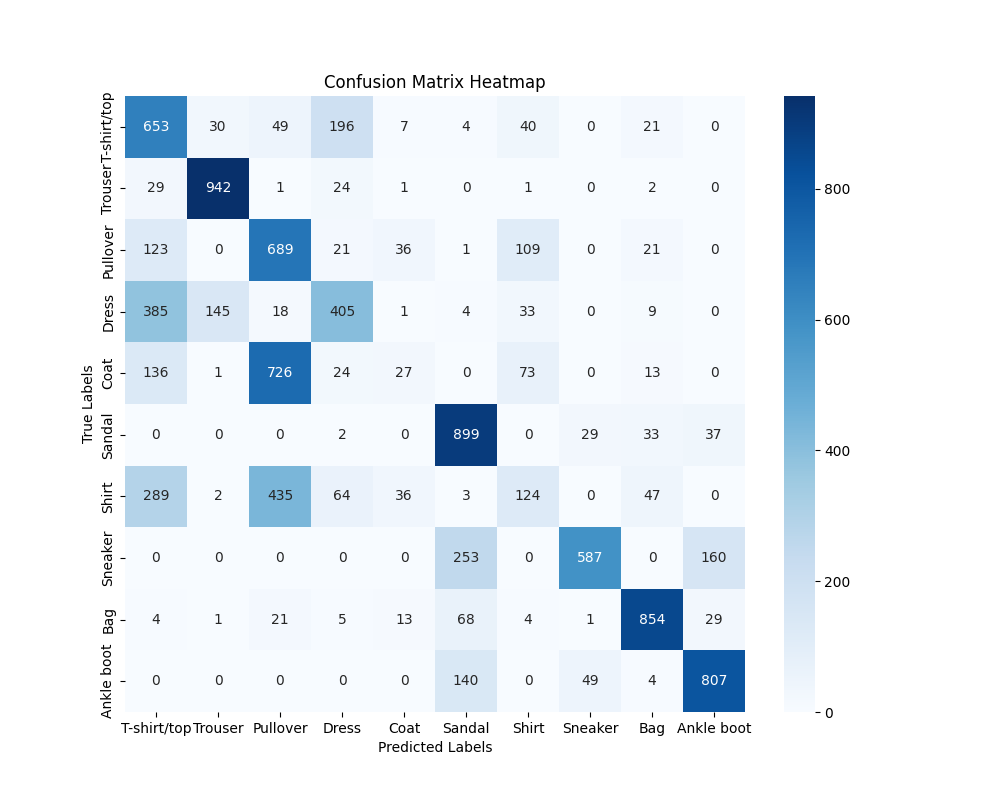 Confusion Matrix Heatmap
True Labels
T-shirt/top 653 30 49 196 7 4 40 0 21 0
Trouser 29 942 1 24 1 0 1 0 2 0
Pullover 123 0 689 21 36 1 109 0 21 0
Dress 385 145 18 405 1 4 33 0 9 0
Coat 136 1 726 24 27 0 73 0 13 0
Sandal 0 0 0 2 0 899 0 29 33 37
Shirt 289 2 435 64 36 3 124 0 47 0
Sneaker 0 0 0 0 0 253 0 587 0 160
Bag 4 1 21 5 13 68 4 1 854 29
Ankle boot 0 0 0 0 0 140 0 49 4 807
T-shirt/top Trouser Pullover Dress Coat Sandal Shirt Sneaker Bag Ankle boot
Predicted Labels
800
600
400
200
0